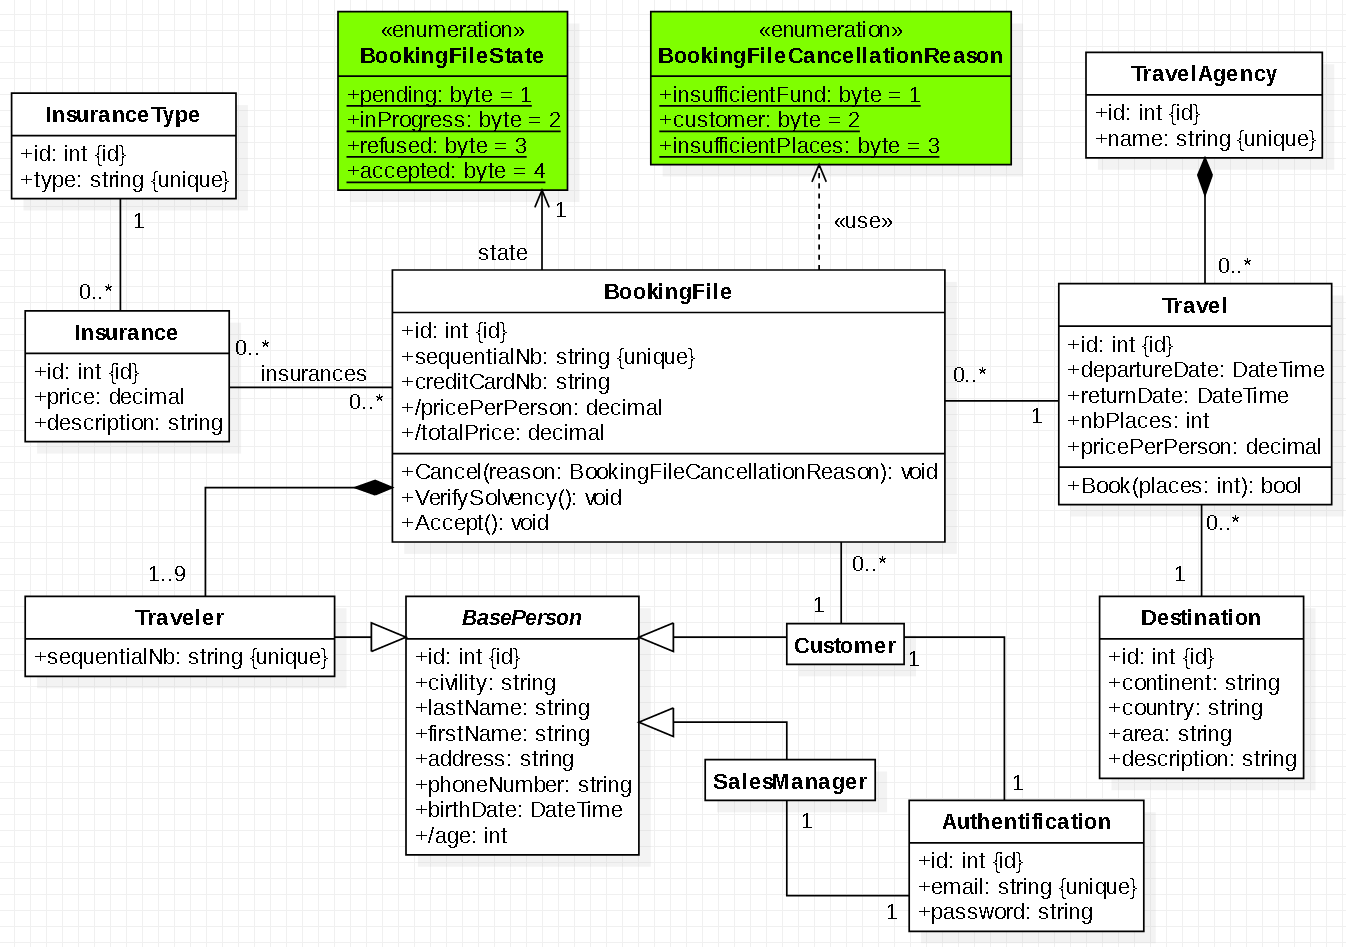 «enumeration»
BookingFileState
+pending: byte = 1
+inProgress: byte = 2
+refused: byte = 3
+accepted: byte = 4
«enumeration»
BookingFileCancellationReason
+insufficientFund: byte = 1
+customer: byte = 2
+insufficientPlaces: byte = 3
TravelAgency
+id: int {id}
+name: string {unique}
InsuranceType
+id: int {id}
+type: string {unique}
1
0..*
1
state
«use»
0..*
Insurance
+id: int {id}
+price: decimal
+description: string
0..*
insurances
0..*
BookingFile
+id: int {id}
+sequentialNb: string {unique}
+creditCardNb: string
+/pricePerPerson: decimal
+/totalPrice: decimal
+Cancel(reason: BookingFileCancellationReason): void
+VerifySolvency(): void
+Accept(): void
0..*
1
Travel
+id: int {id}
+departureDate: DateTime
+returnDate: DateTime
+nbPlaces: int
+pricePerPerson: decimal
+Book(places: int): bool
0..*
1
1..9
0..*
1
Traveler
+sequentialNb: string {unique}
BasePerson
+id: int {id}
+civility: string
+lastName: string
+firstName: string
+address: string
+phoneNumber: string
+birthDate: DateTime
+/age: int
Customer
1
1
SalesManager
1
1
Destination
+id: int {id}
+continent: string
+country: string
+area: string
+description: string
Authentification
+id: int {id}
+email: string {unique}
+password: string